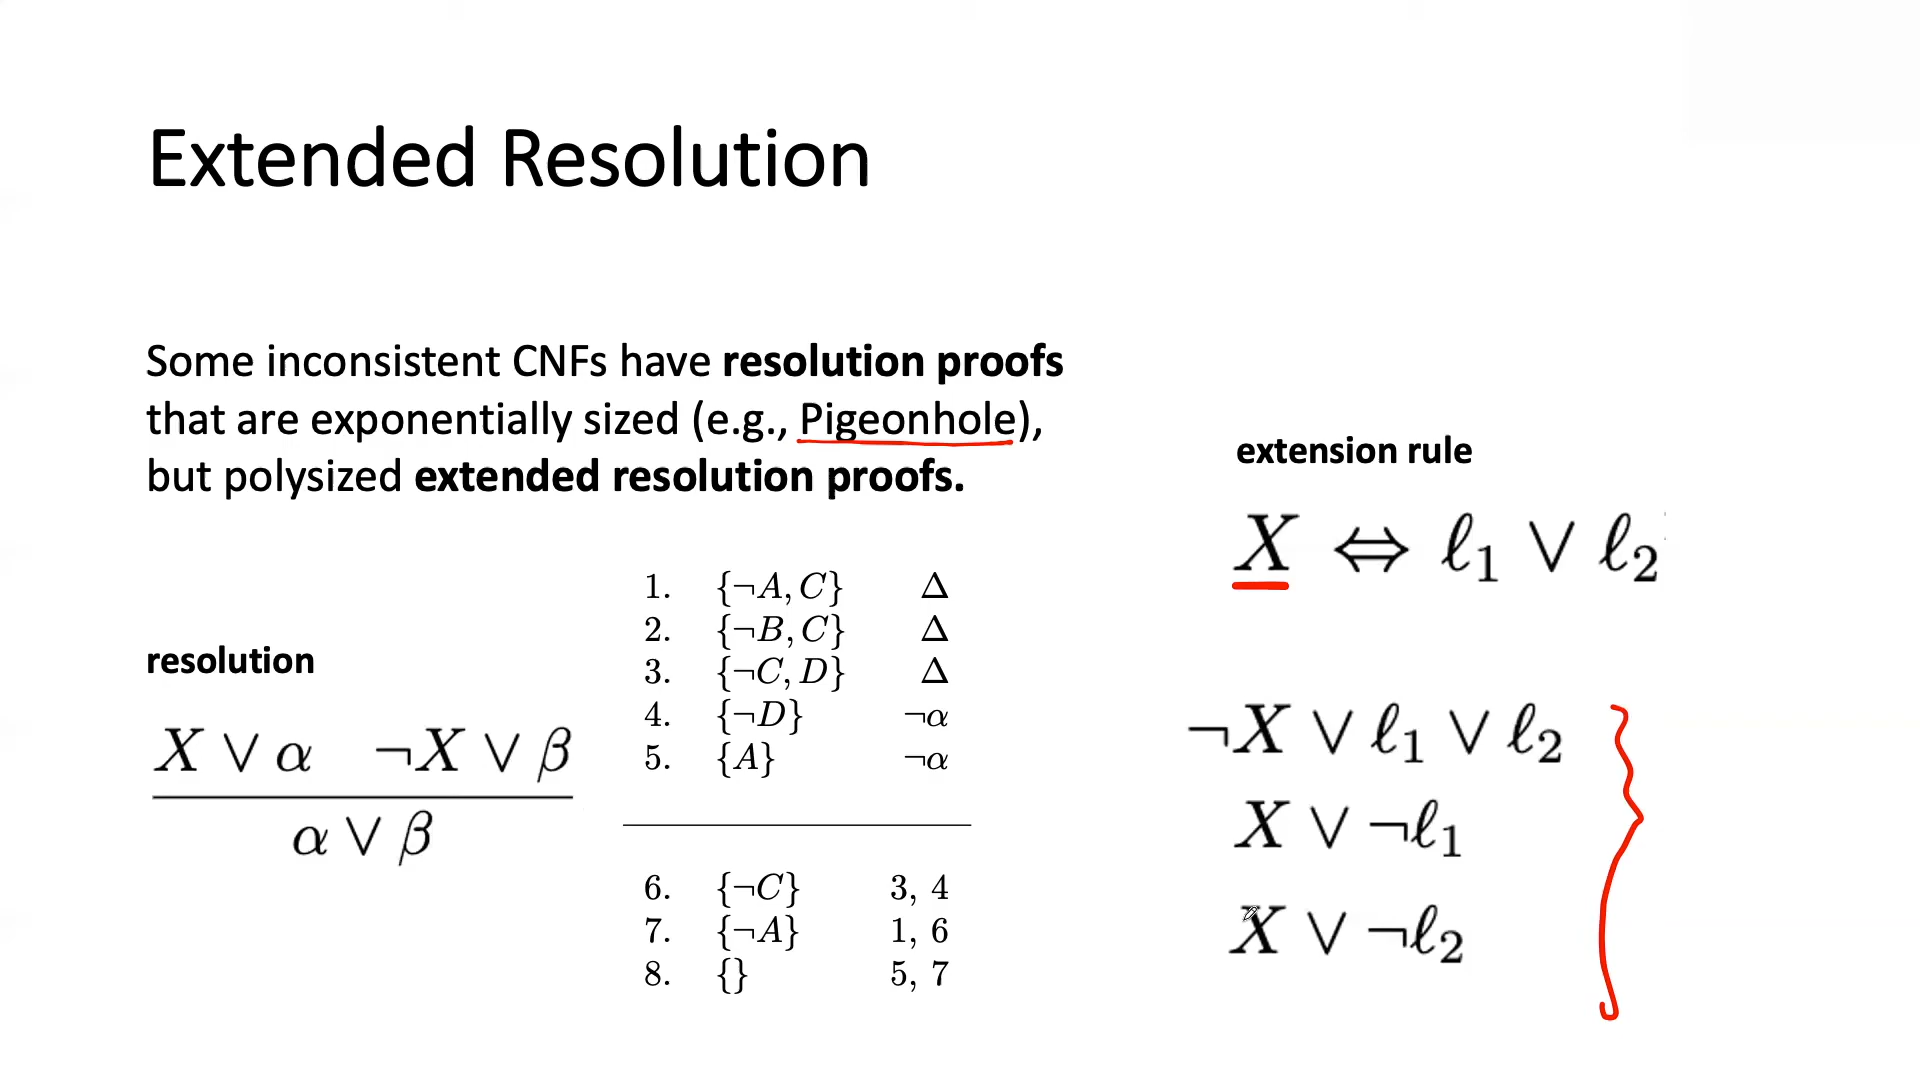 Extended Resolution
Some inconsistent CNFs have resolution proofs
that are exponentially sized (e.g., Pigeonhole),
but polysized extended resolution proofs.
resolution
X ∨ α    ¬X ∨ β
α ∨ β
1. {¬A, C} Δ
2. {¬B, C} Δ
3. {¬C, D} Δ
4. {¬D} ¬α
5. {A} ¬α
6. {¬C} 3, 4
7. {¬A} 1, 6
8. {} 5, 7
extension rule
X ⇔ ℓ₁ ∨ ℓ₂
¬X ∨ ℓ₁ ∨ ℓ₂
X ∨ ¬ℓ₁
X ∨ ¬ℓ₂